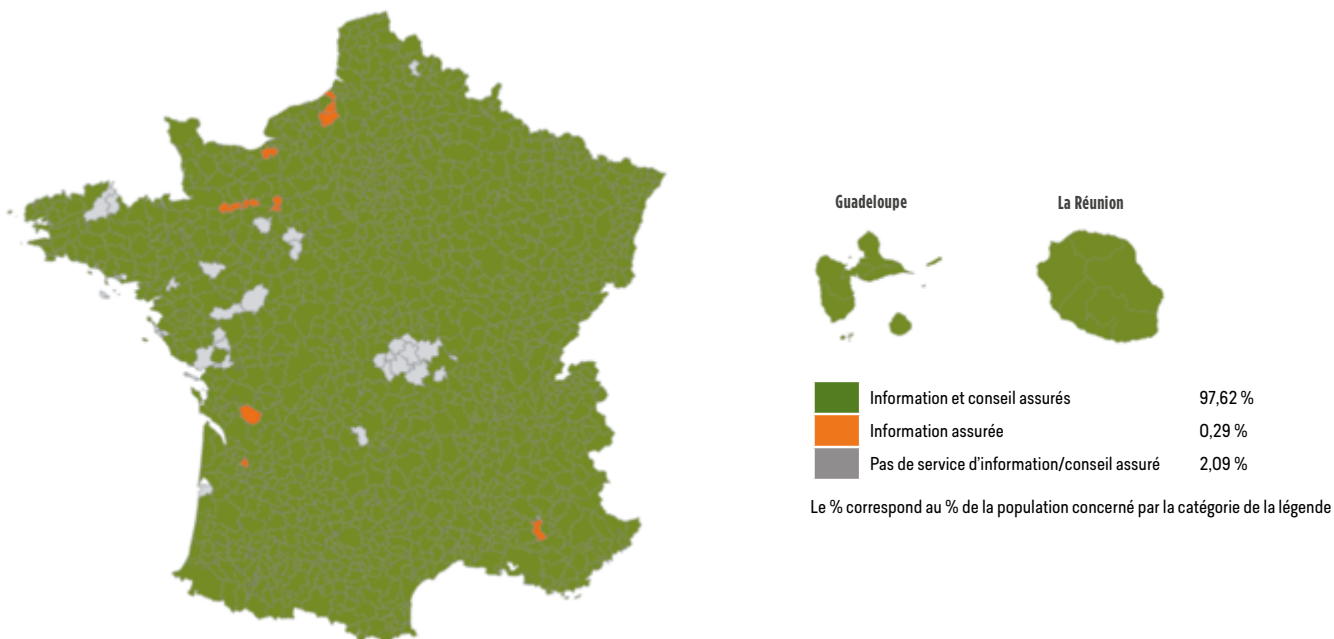 Guadeloupe
La Réunion
Information et conseil assurés 97,62 %
Information assurée 0,29 %
Pas de service d'information/conseil assuré 2,09 %
Le % correspond au % de la population concerné par la catégorie de la légende